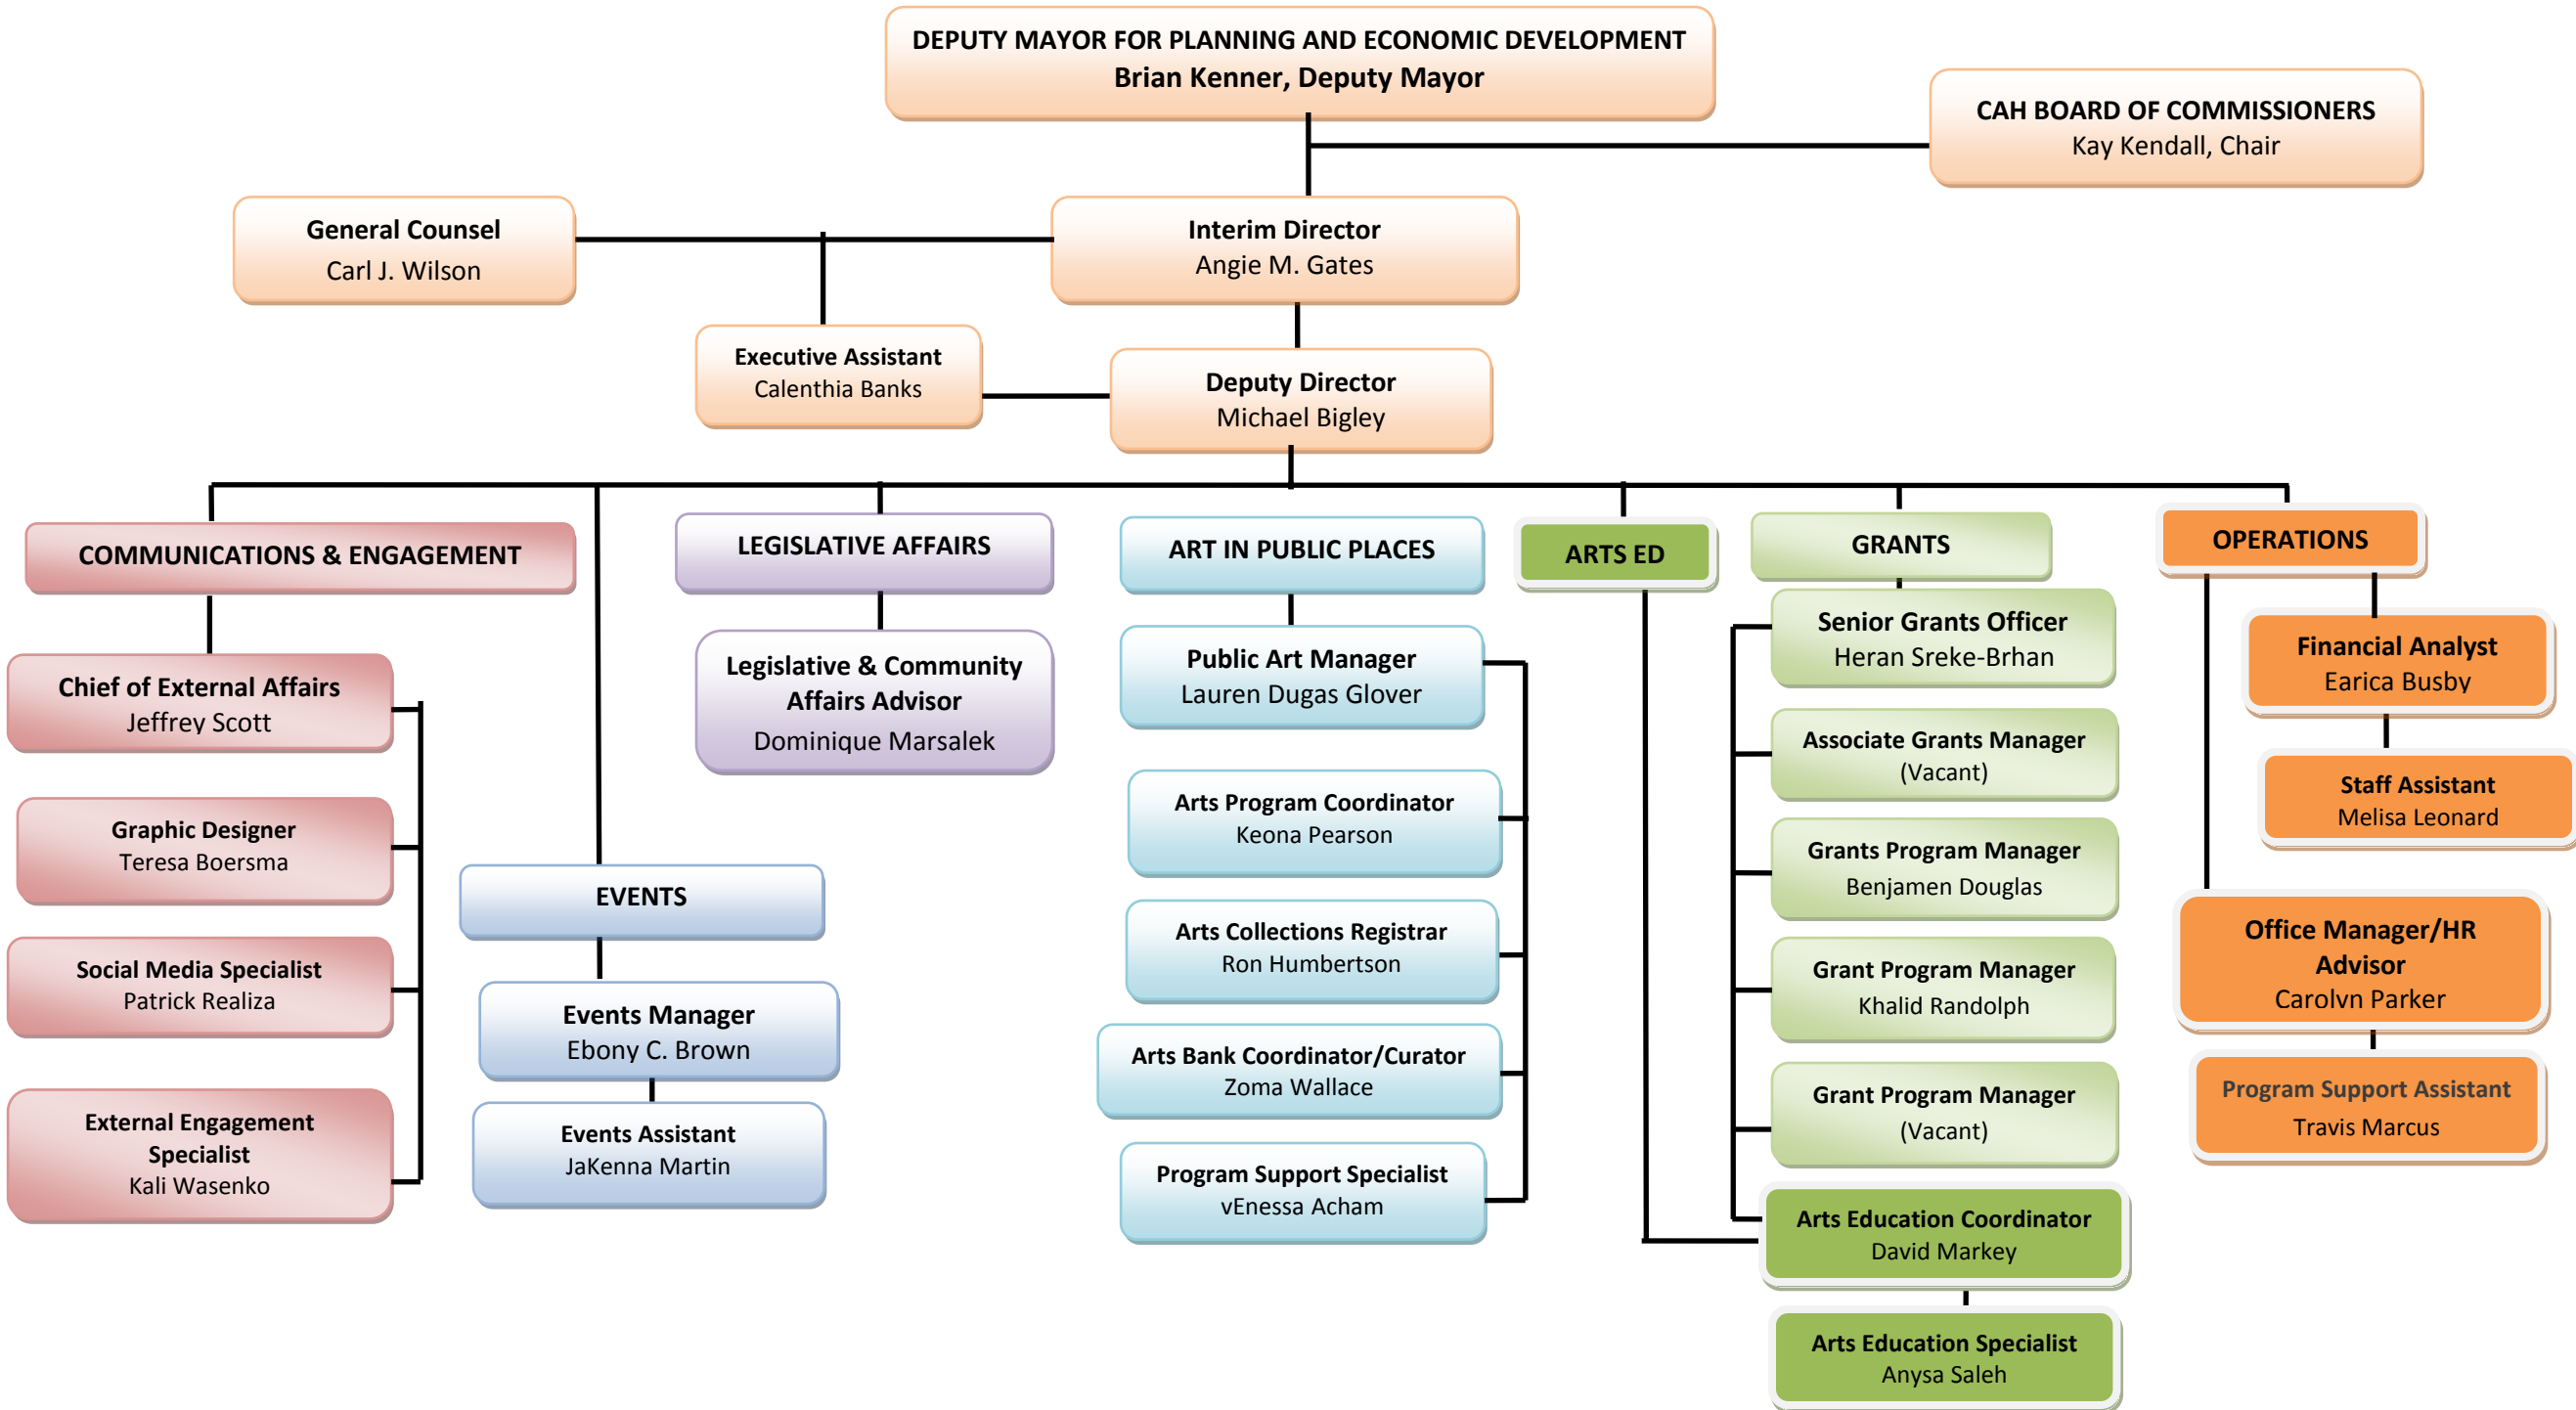 DEPUTY MAYOR FOR PLANNING AND ECONOMIC DEVELOPMENT
Brian Kenner, Deputy Mayor
CAH BOARD OF COMMISSIONERS
Kay Kendall, Chair
General Counsel
Carl J. Wilson
Interim Director
Angie M. Gates
Executive Assistant
Calenthia Banks
Deputy Director
Michael Bigley
COMMUNICATIONS & ENGAGEMENT
Chief of External Affairs
Jeffrey Scott
Graphic Designer
Teresa Boersma
Social Media Specialist
Patrick Realiza
External Engagement
Specialist
Kali Wasenko
EVENTS
Events Manager
Ebony C. Brown
Events Assistant
JaKenna Martin
LEGISLATIVE AFFAIRS
Legislative & Community
Affairs Advisor
Dominique Marsalek
ART IN PUBLIC PLACES
Public Art Manager
Lauren Dugas Glover
Arts Program Coordinator
Keona Pearson
Arts Collections Registrar
Ron Humbertson
Arts Bank Coordinator/Curator
Zoma Wallace
Program Support Specialist
vEnessa Acham
ARTS ED
GRANTS
Senior Grants Officer
Heran Sreke-Brhan
Associate Grants Manager
(Vacant)
Grants Program Manager
Benjamen Douglas
Grant Program Manager
Khalid Randolph
Grant Program Manager
(Vacant)
Arts Education Coordinator
David Markey
Arts Education Specialist
Anysa Saleh
OPERATIONS
Financial Analyst
Earica Busby
Staff Assistant
Melisa Leonard
Office Manager/HR
Advisor
Carolyn Parker
Program Support Assistant
Travis Marcus